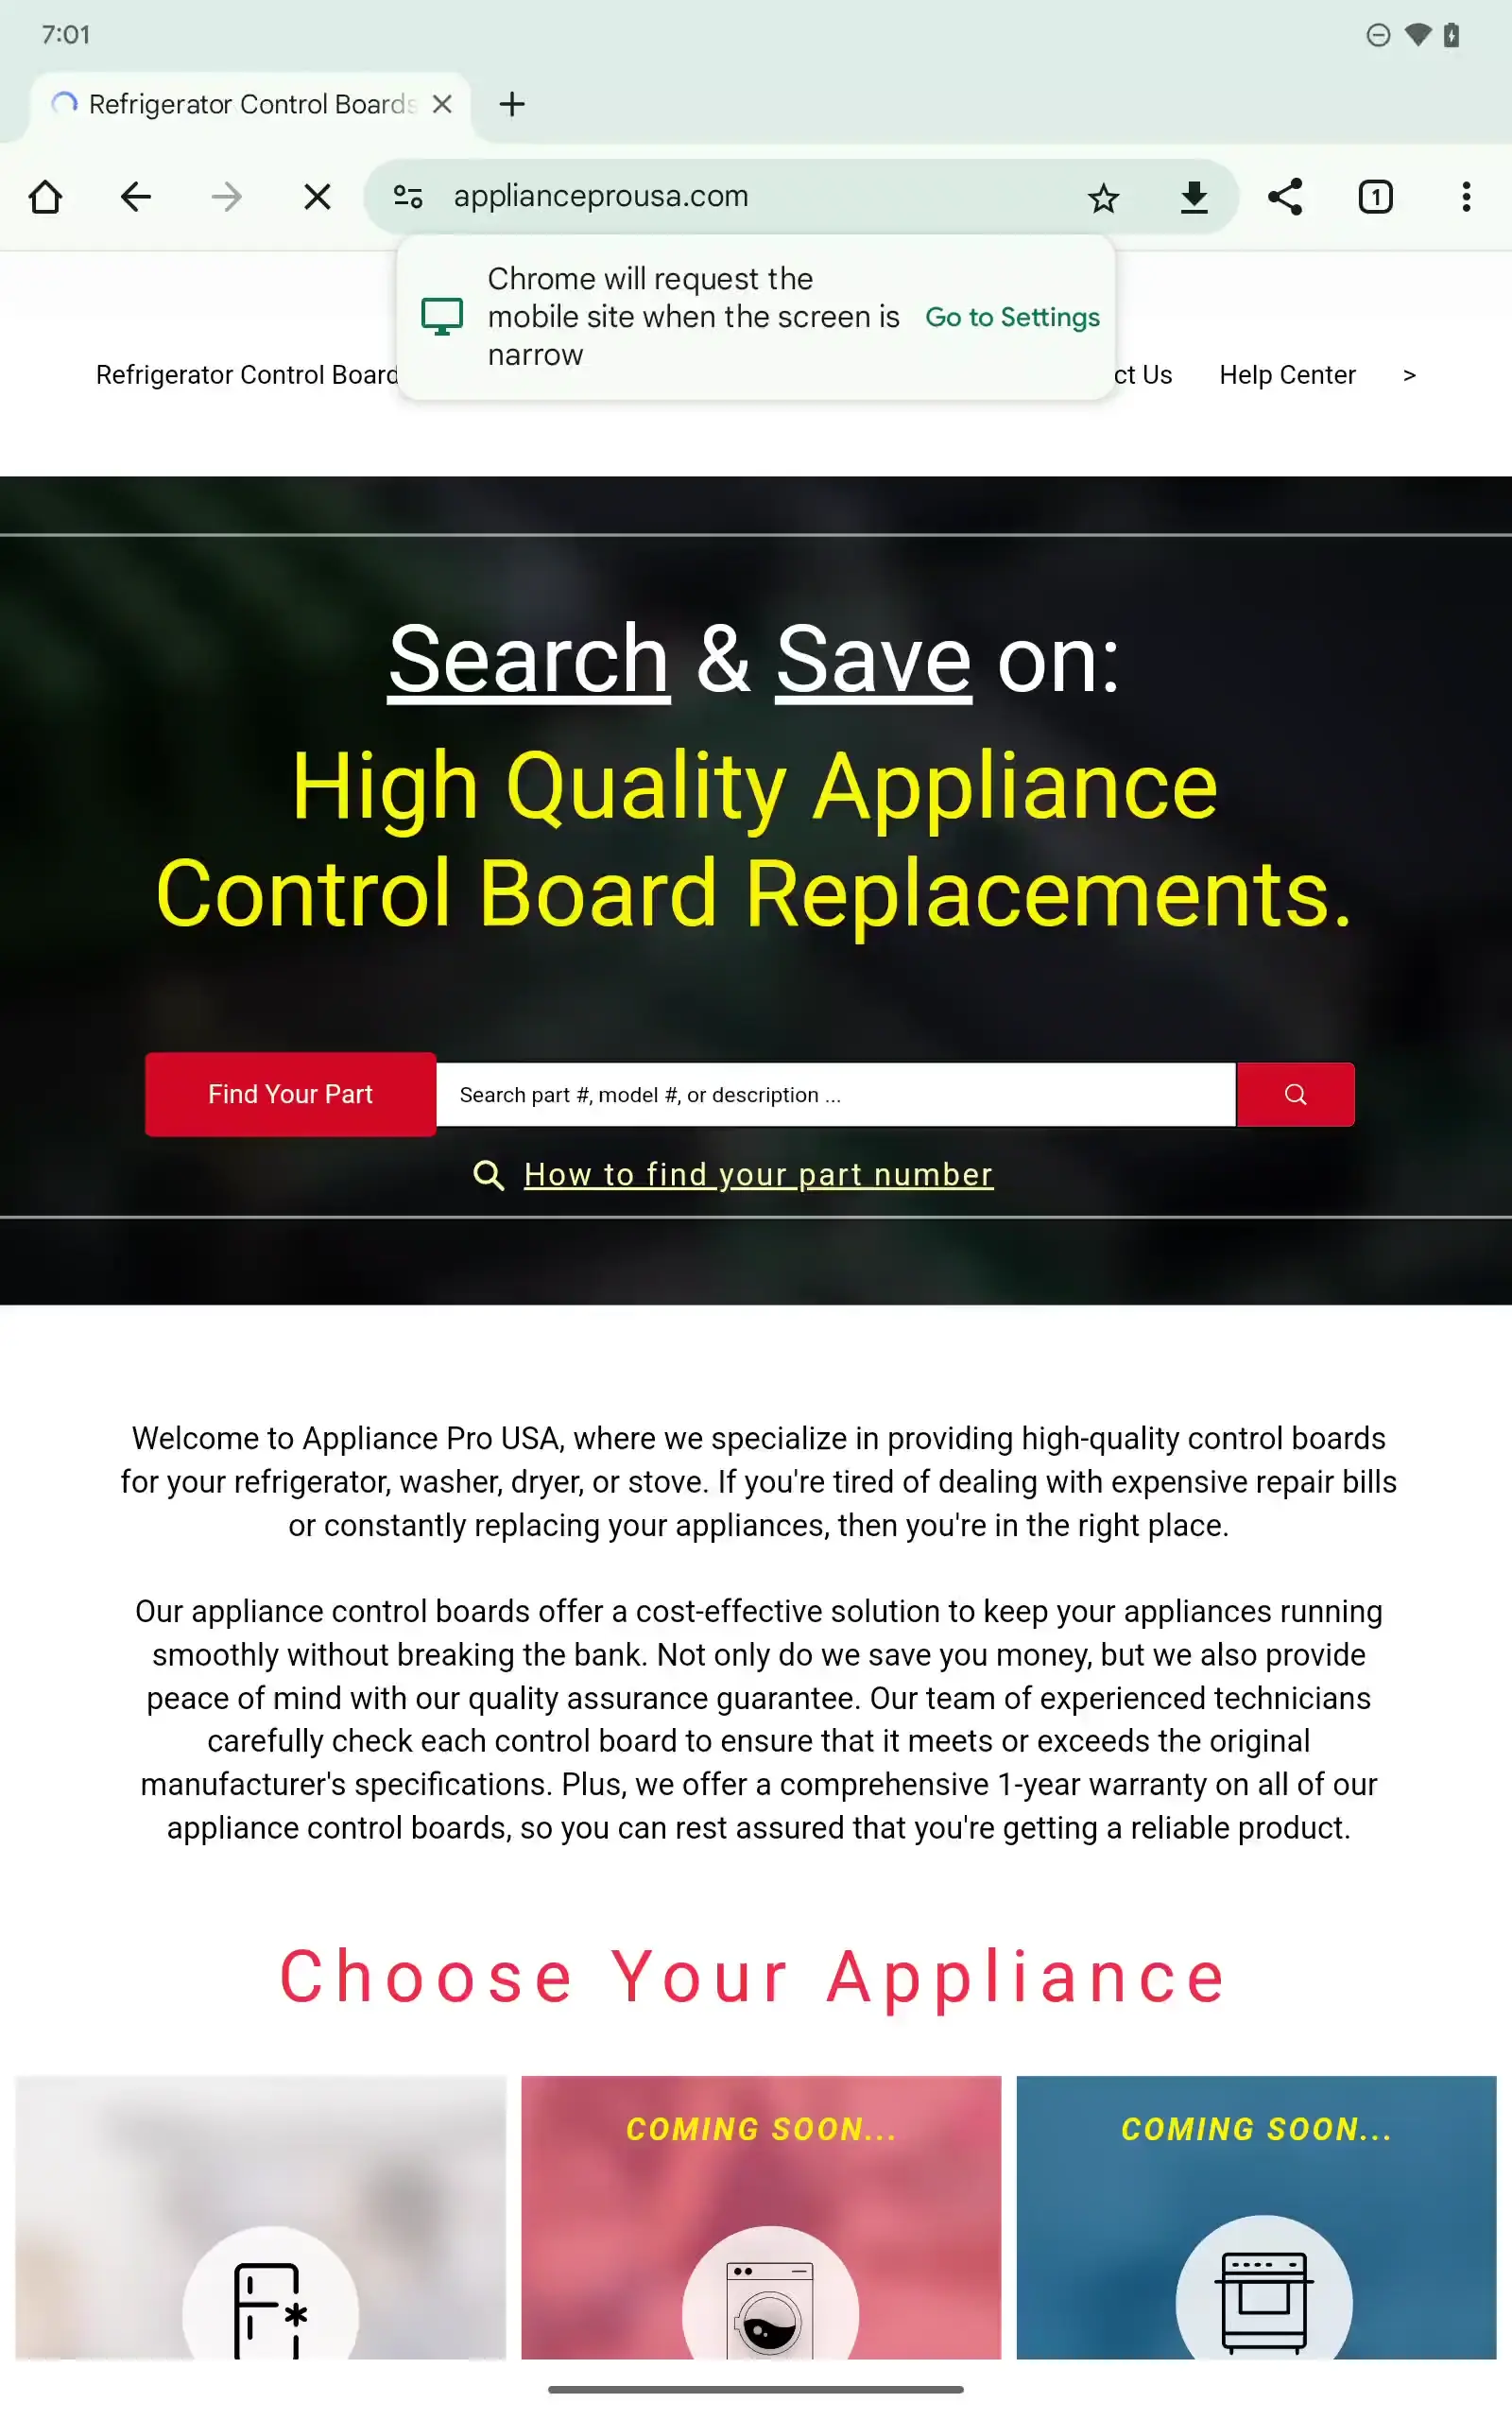 7:01
Refrigerator Control Boards
applianceprousa.com
1
Chrome will request the
mobile site when the screen is
narrow
Go to Settings
Refrigerator Control Board
ct Us
Help Center
>
Search & Save on:
High Quality Appliance
Control Board Replacements.
Find Your Part
Search part #, model #, or description ...
How to find your part number
Welcome to Appliance Pro USA, where we specialize in providing high-quality control boards
for your refrigerator, washer, dryer, or stove. If you're tired of dealing with expensive repair bills
or constantly replacing your appliances, then you're in the right place.
Our appliance control boards offer a cost-effective solution to keep your appliances running
smoothly without breaking the bank. Not only do we save you money, but we also provide
peace of mind with our quality assurance guarantee. Our team of experienced technicians
carefully check each control board to ensure that it meets or exceeds the original
manufacturer's specifications. Plus, we offer a comprehensive 1-year warranty on all of our
appliance control boards, so you can rest assured that you're getting a reliable product.
Choose Your Appliance
COMING SOON...
COMING SOON...